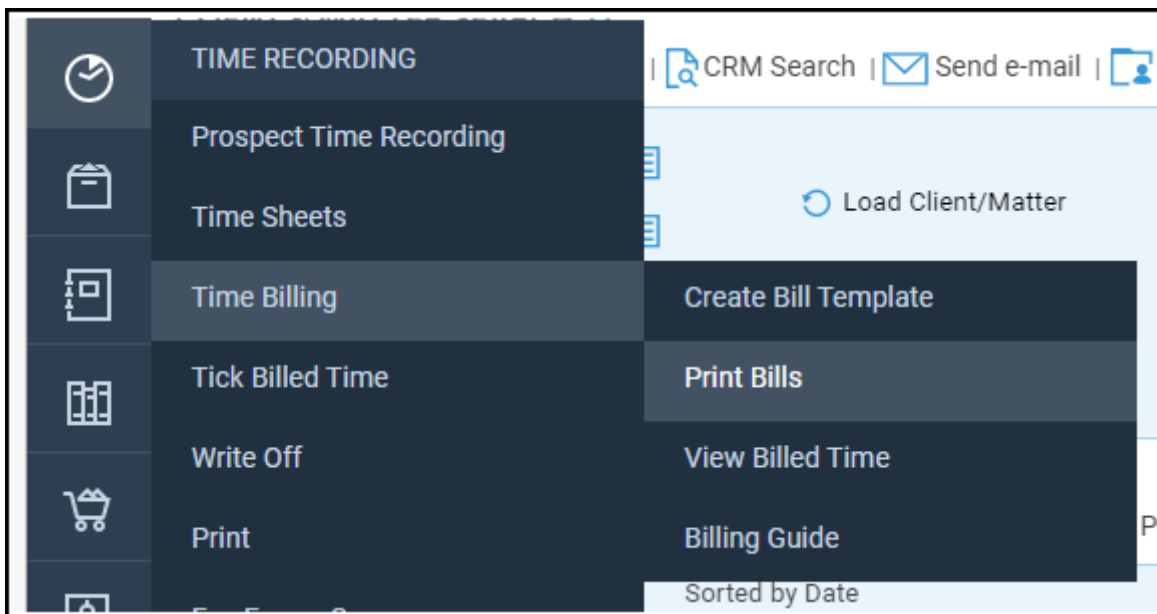 TIME RECORDING
| CRM Search | Send e-mail |
Prospect Time Recording
Time Sheets
Load Client/Matter
Time Billing
Create Bill Template
Tick Billed Time
Print Bills
Write Off
View Billed Time
Print
Billing Guide
P
Sorted by Date